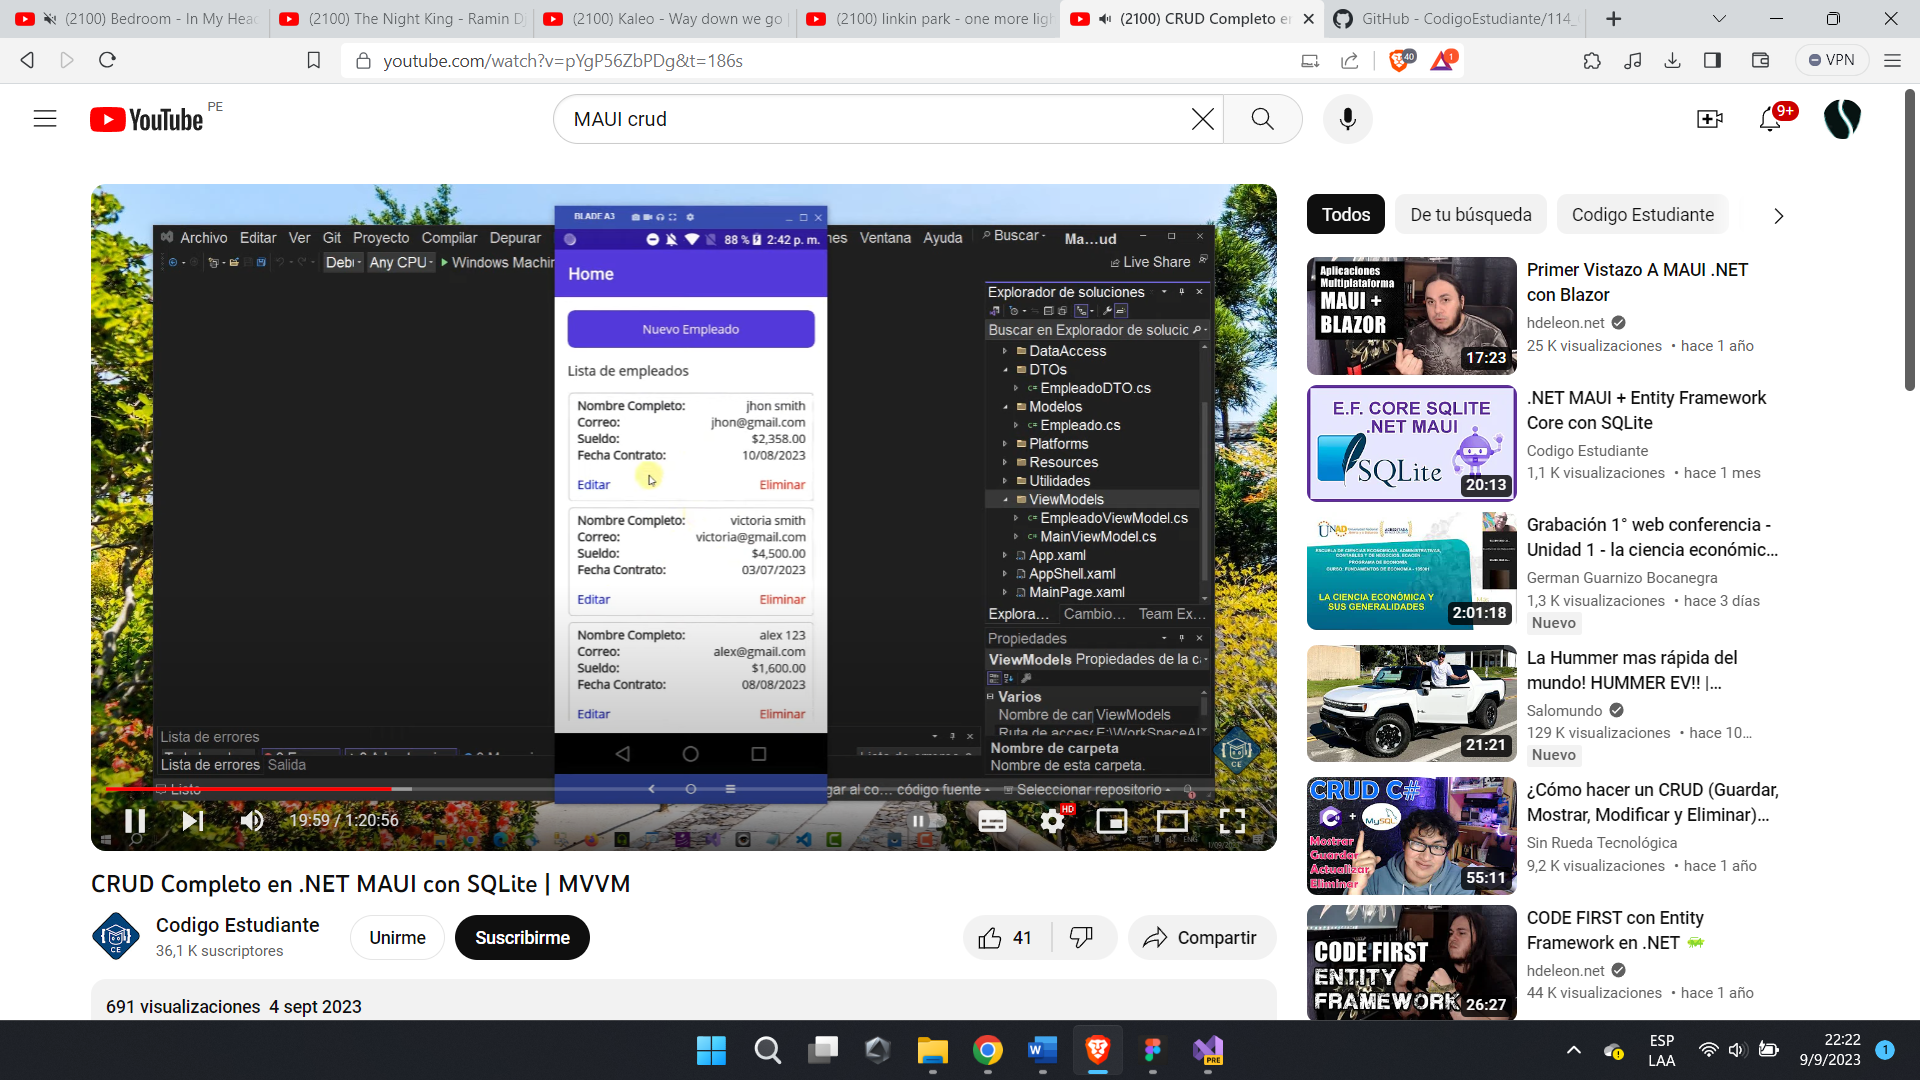 (2100) Bedroom - In My Head
(2100) The Night King - Ramin Dj
(2100) Kaleo - Way down we go
(2100) linkin park - one more ligh
(2100) CRUD Completo e
GitHub - CodigoEstudiante/114_
youtube.com/watch?v=pYgP56ZbPDg&t=186s
40
1
VPN
YouTube PE
MAUI crud
9+
BLADE A3
88 % 2:42 p. m.
Archivo Editar Ver Git Proyecto Compilar Depurar
nes Ventana Ayuda Buscar Ma...ud
Any CPU Windows Machin
Live Share
Home
Nuevo Empleado
Lista de empleados
Nombre Completo: jhon smith
Correo: jhon@gmail.com
Sueldo: $2,358.00
Fecha Contrato: 10/08/2023
Editar Eliminar
Nombre Completo: victoria smith
Correo: victoria@gmail.com
Sueldo: $4,500.00
Fecha Contrato: 03/07/2023
Editar Eliminar
Nombre Completo: alex 123
Correo: alex@gmail.com
Sueldo: $1,600.00
Fecha Contrato: 08/08/2023
Editar Eliminar
Explorador de soluciones
Buscar en Explorador de solucic
DataAccess
DTOs
EmpleadoDTO.cs
Modelos
Empleado.cs
Platforms
Resources
Utilidades
ViewModels
EmpleadoViewModel.cs
MainViewModel.cs
App.xaml
AppShell.xaml
MainPage.xaml
Explora... Cambio... Team Ex...
Propiedades
ViewModels Propiedades de la c
Varios
Nombre de car ViewModels
Nombre de carpeta
Nombre de esta carpeta.
Lista de errores
Lista de errores Salida
Listo
gar al co... código fuente Seleccionar repositorio
19:59 / 1:20:56
HD
CE
CRUD Completo en .NET MAUI con SQLite | MVVM
CE
Codigo Estudiante
36,1 K suscriptores
Unirme
Suscribirme
41
Compartir
691 visualizaciones 4 sept 2023
Todos
De tu búsqueda
Codigo Estudiante
Aplicaciones
Multiplataforma
MAUI +
BLAZOR
17:23
Primer Vistazo A MAUI .NET
con Blazor
hdeleon.net
25 K visualizaciones • hace 1 año
E.F. CORE SQLITE
.NET MAUI
SQLite
20:13
.NET MAUI + Entity Framework
Core con SQLite
Codigo Estudiante
1,1 K visualizaciones • hace 1 mes
UNAD
LA CIENCIA ECONÓMICA Y
SUS GENERALIDADES
2:01:18
Grabación 1° web conferencia -
Unidad 1 - la ciencia económic...
German Guarnizo Bocanegra
1,3 K visualizaciones • hace 3 días
Nuevo
21:21
La Hummer mas rápida del
mundo! HUMMER EV!! |...
Salomundo
129 K visualizaciones • hace 10...
Nuevo
CRUD C#
C + MySQL
Mostrar
Guardar
Actualizar
Eliminar
55:11
¿Cómo hacer un CRUD (Guardar,
Mostrar, Modificar y Eliminar)...
Sin Rueda Tecnológica
9,2 K visualizaciones • hace 1 año
CODE FIRST
ENTITY
FRAMEWORK
26:27
CODE FIRST con Entity
Framework en .NET
hdeleon.net
44 K visualizaciones • hace 1 año
PRE
ESP
LAA
22:22
9/9/2023
1